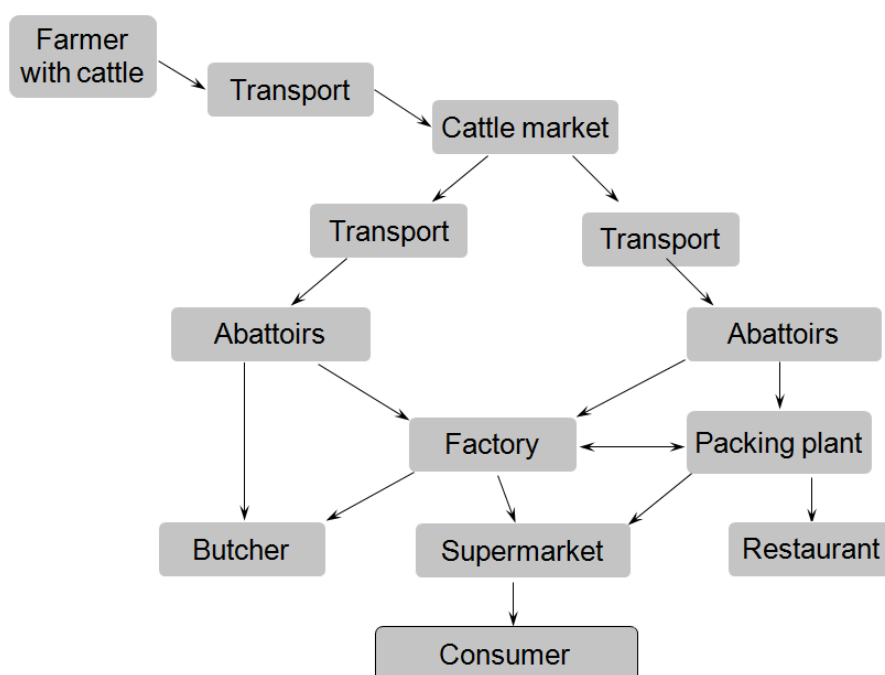 Farmer
with cattle
Transport
Cattle market
Transport
Transport
Abattoirs
Abattoirs
Factory
Packing plant
Butcher
Supermarket
Restaurant
Consumer